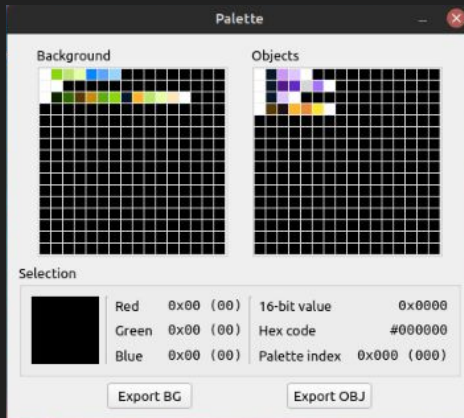 Palette
Background Objects
Selection
Red 0x00 (00) 16-bit value 0x0000
Green 0x00 (00) Hex code #000000
Blue 0x00 (00) Palette index 0x000 (000)
Export BG Export OBJ